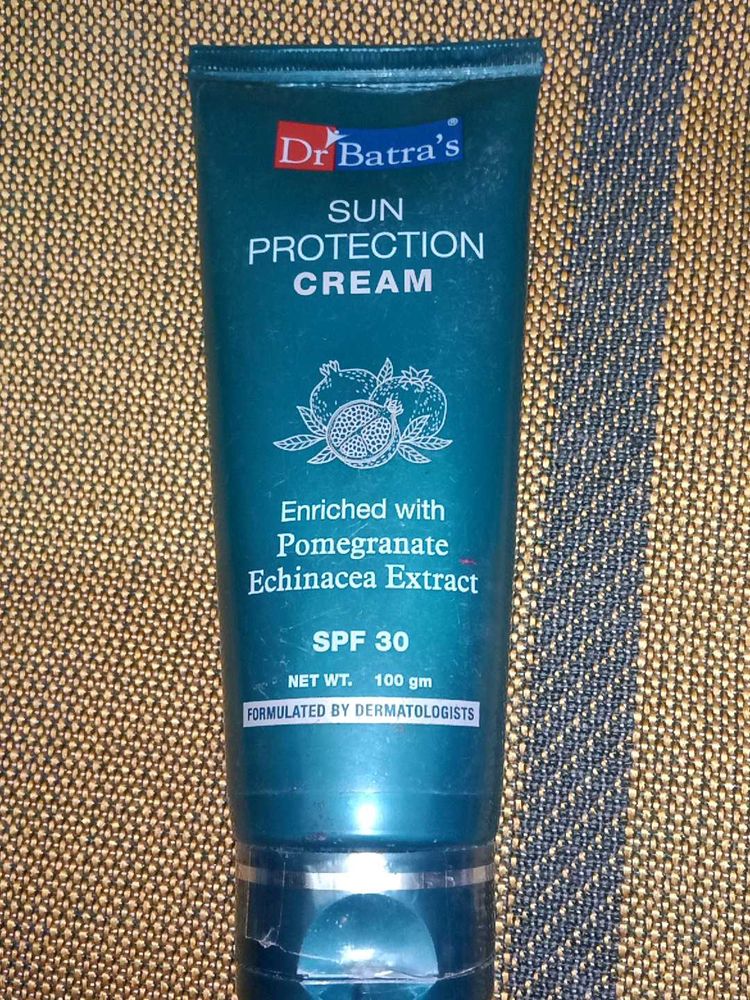 Dr Batra's®
SUN
PROTECTION
CREAM
Enriched with
Pomegranate
Echinacea Extract
SPF 30
NET WT. 100 gm
FORMULATED BY DERMATOLOGISTS